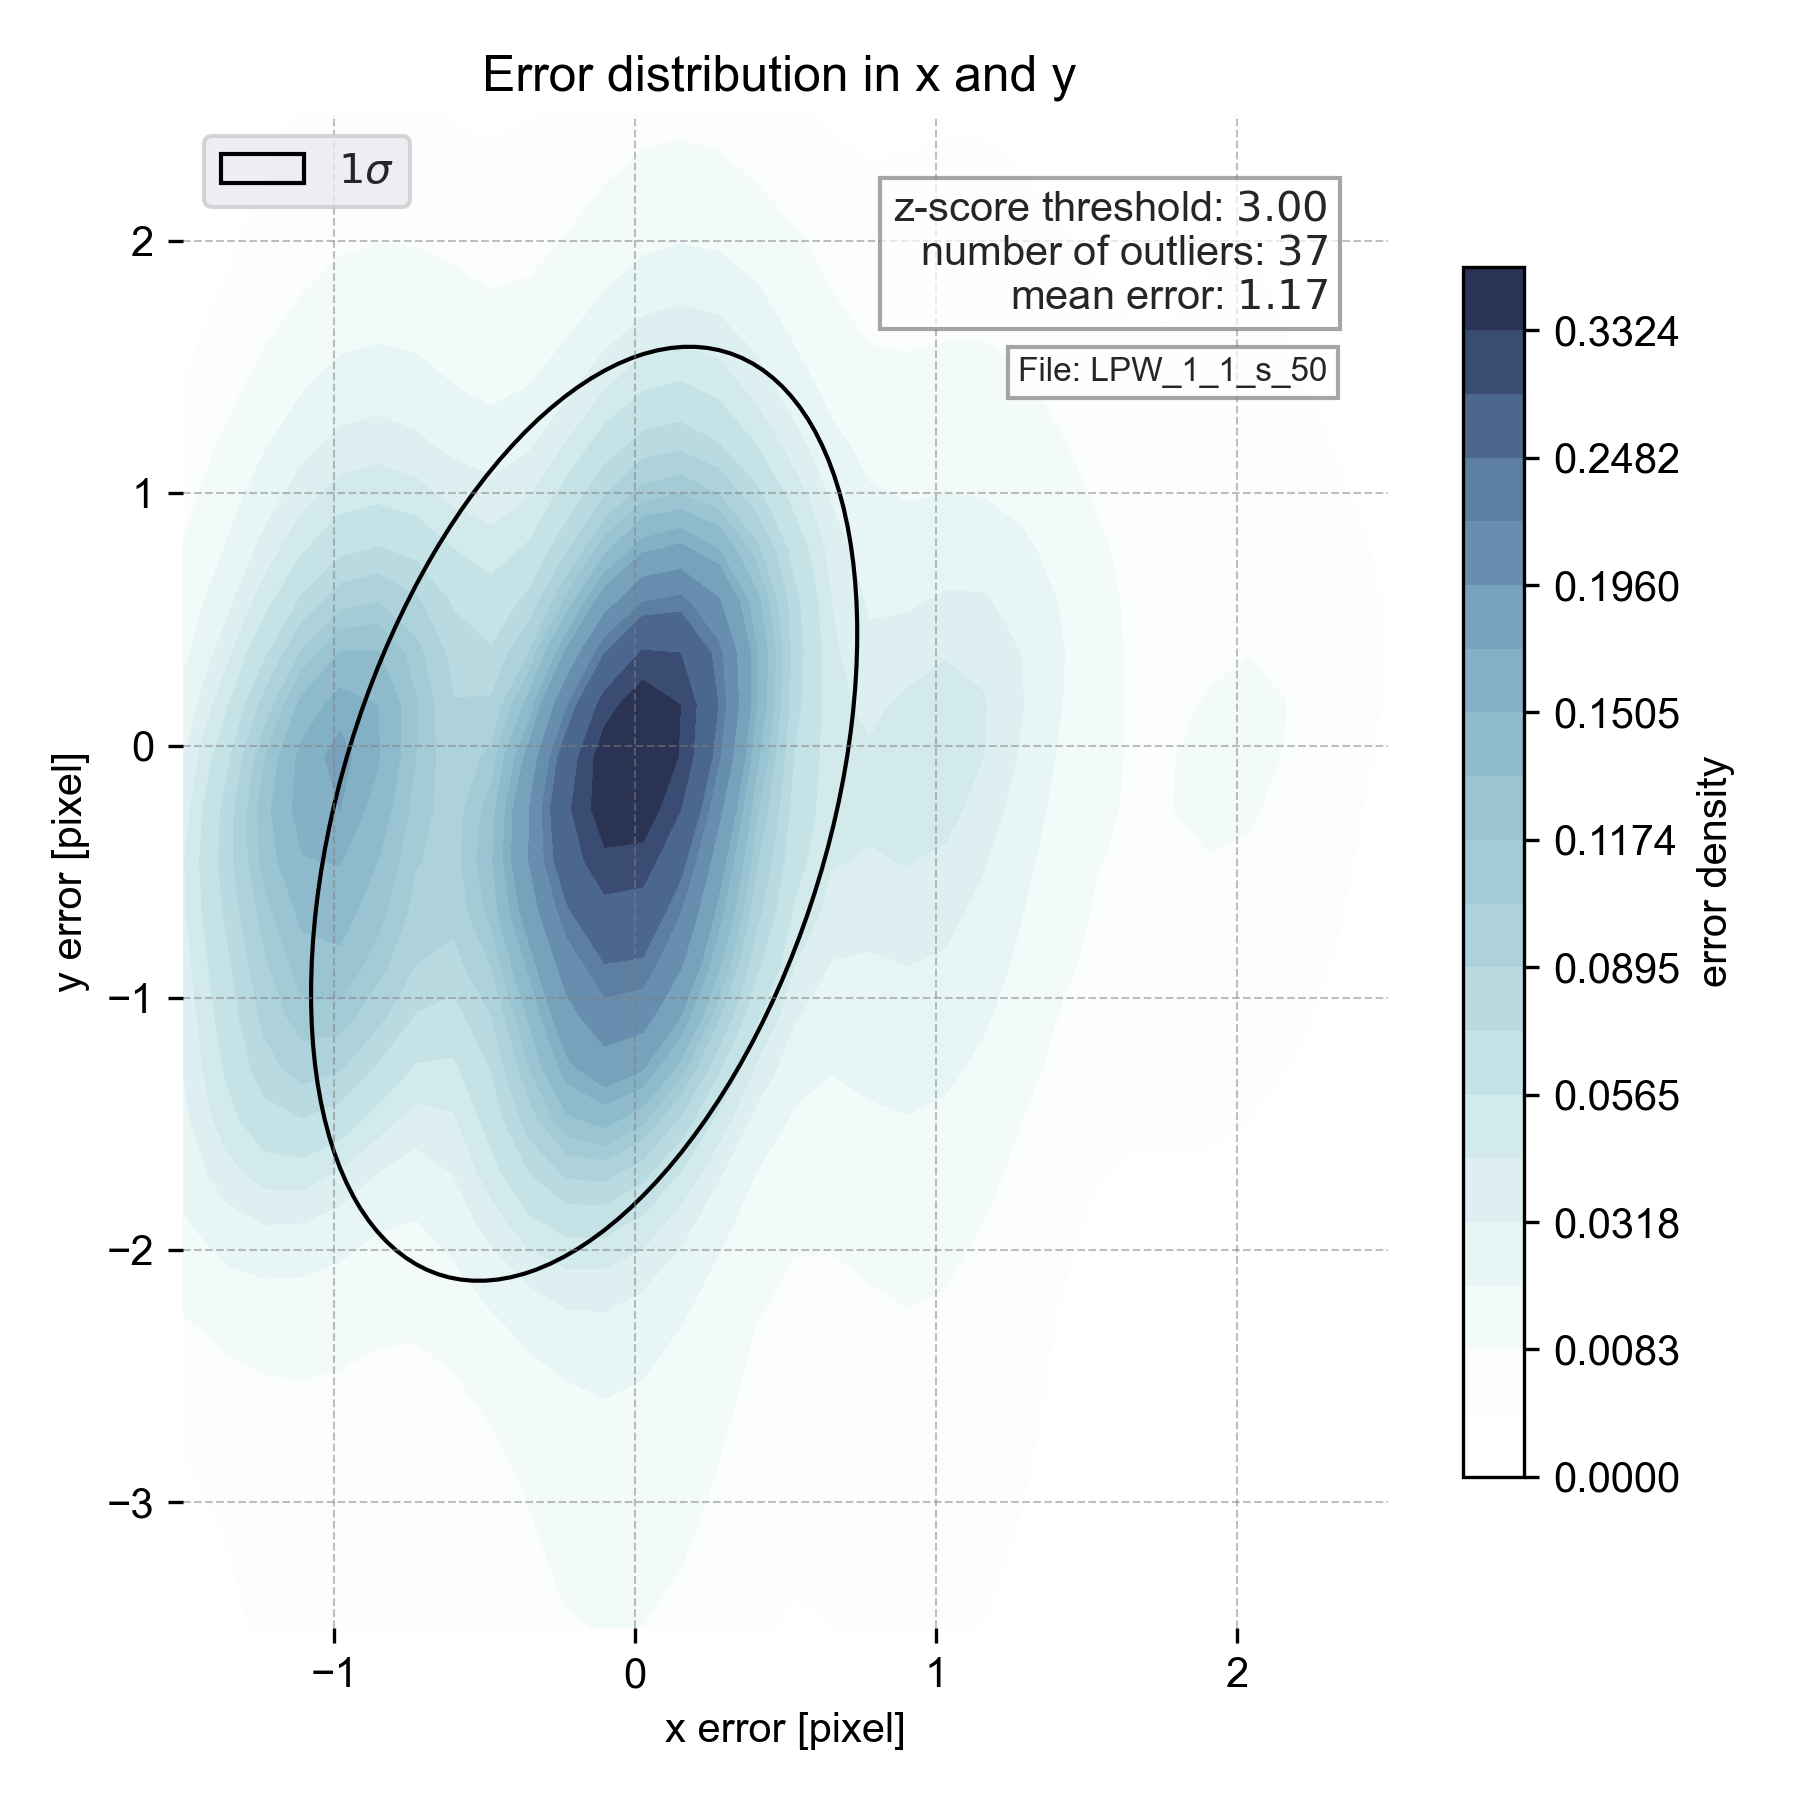 Error distribution in x and y
1σ
z-score threshold: 3.00
number of outliers: 37
mean error: 1.17
File: LPW_1_1_s_50
2
1
0
−1
−2
−3
y error [pixel]
−1
0
1
2
x error [pixel]
0.3324
0.2482
0.1960
0.1505
0.1174
0.0895
0.0565
0.0318
0.0083
0.0000
error density